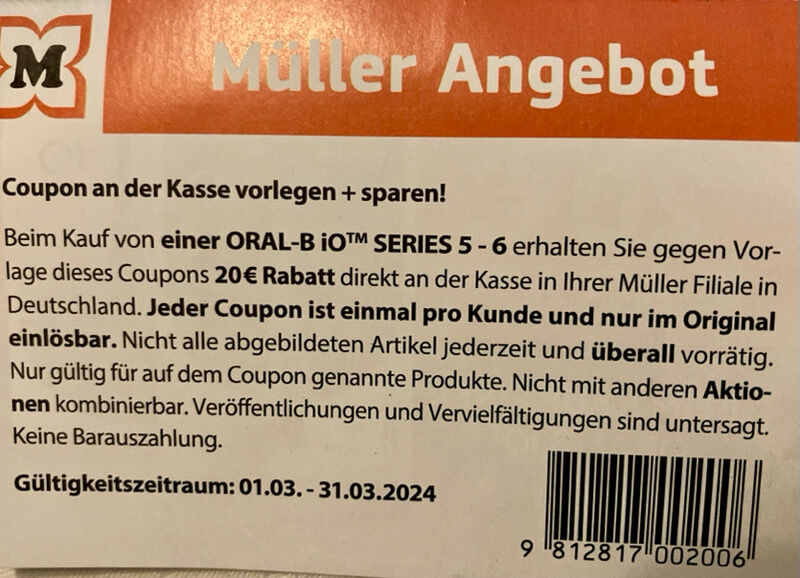 M
Müller Angebot
Coupon an der Kasse vorlegen + sparen!
Beim Kauf von einer ORAL-B iO™ SERIES 5 - 6 erhalten Sie gegen Vor-
lage dieses Coupons 20€ Rabatt direkt an der Kasse in Ihrer Müller Filiale in
Deutschland. Jeder Coupon ist einmal pro Kunde und nur im Original
einlösbar. Nicht alle abgebildeten Artikel jederzeit und überall vorrätig.
Nur gültig für auf dem Coupon genannte Produkte. Nicht mit anderen Aktio-
nen kombinierbar. Veröffentlichungen und Vervielfältigungen sind untersagt.
Keine Barauszahlung.
Gültigkeitszeitraum: 01.03. - 31.03.2024
9 812817 002006